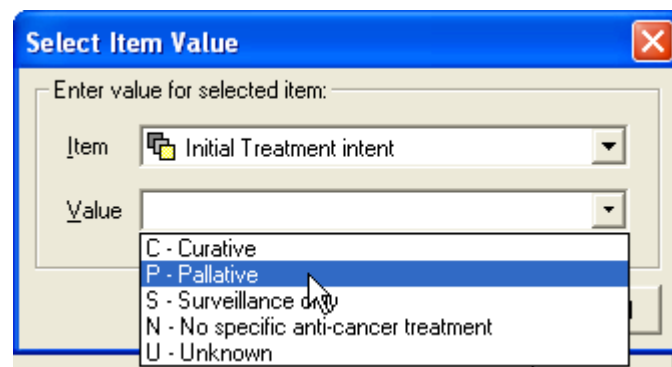 Select Item Value
Enter value for selected item:
Item Initial Treatment intent
Value
C - Curative
P - Pallative
S - Surveillance only
N - No specific anti-cancer treatment
U - Unknown